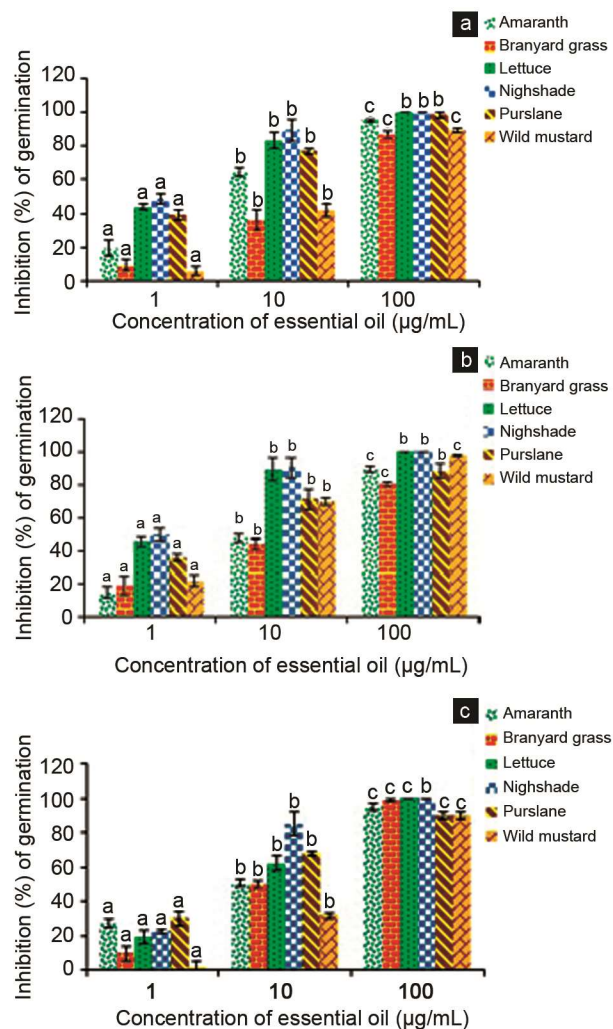 a
Amaranth
Branyard grass
Lettuce
Nighshade
Purslane
Wild mustard
Inhibition (%) of germination
120
100
80
60
40
20
0
a a a a a a
b b b b b b
c c b b b c
1 10 100
Concentration of essential oil (µg/mL)
b
Amaranth
Branyard grass
Lettuce
Nighshade
Purslane
Wild mustard
Inhibition (%) of germination
120
100
80
60
40
20
0
a a a a a a
b b b b b b
c c b b b c
1 10 100
Concentration of essential oil (µg/mL)
c
Amaranth
Branyard grass
Lettuce
Nighshade
Purslane
Wild mustard
Inhibition (%) of germination
120
100
80
60
40
20
0
a a a a a a
b b b b b b
c c c b c c
1 10 100
Concentration of essential oil (µg/mL)